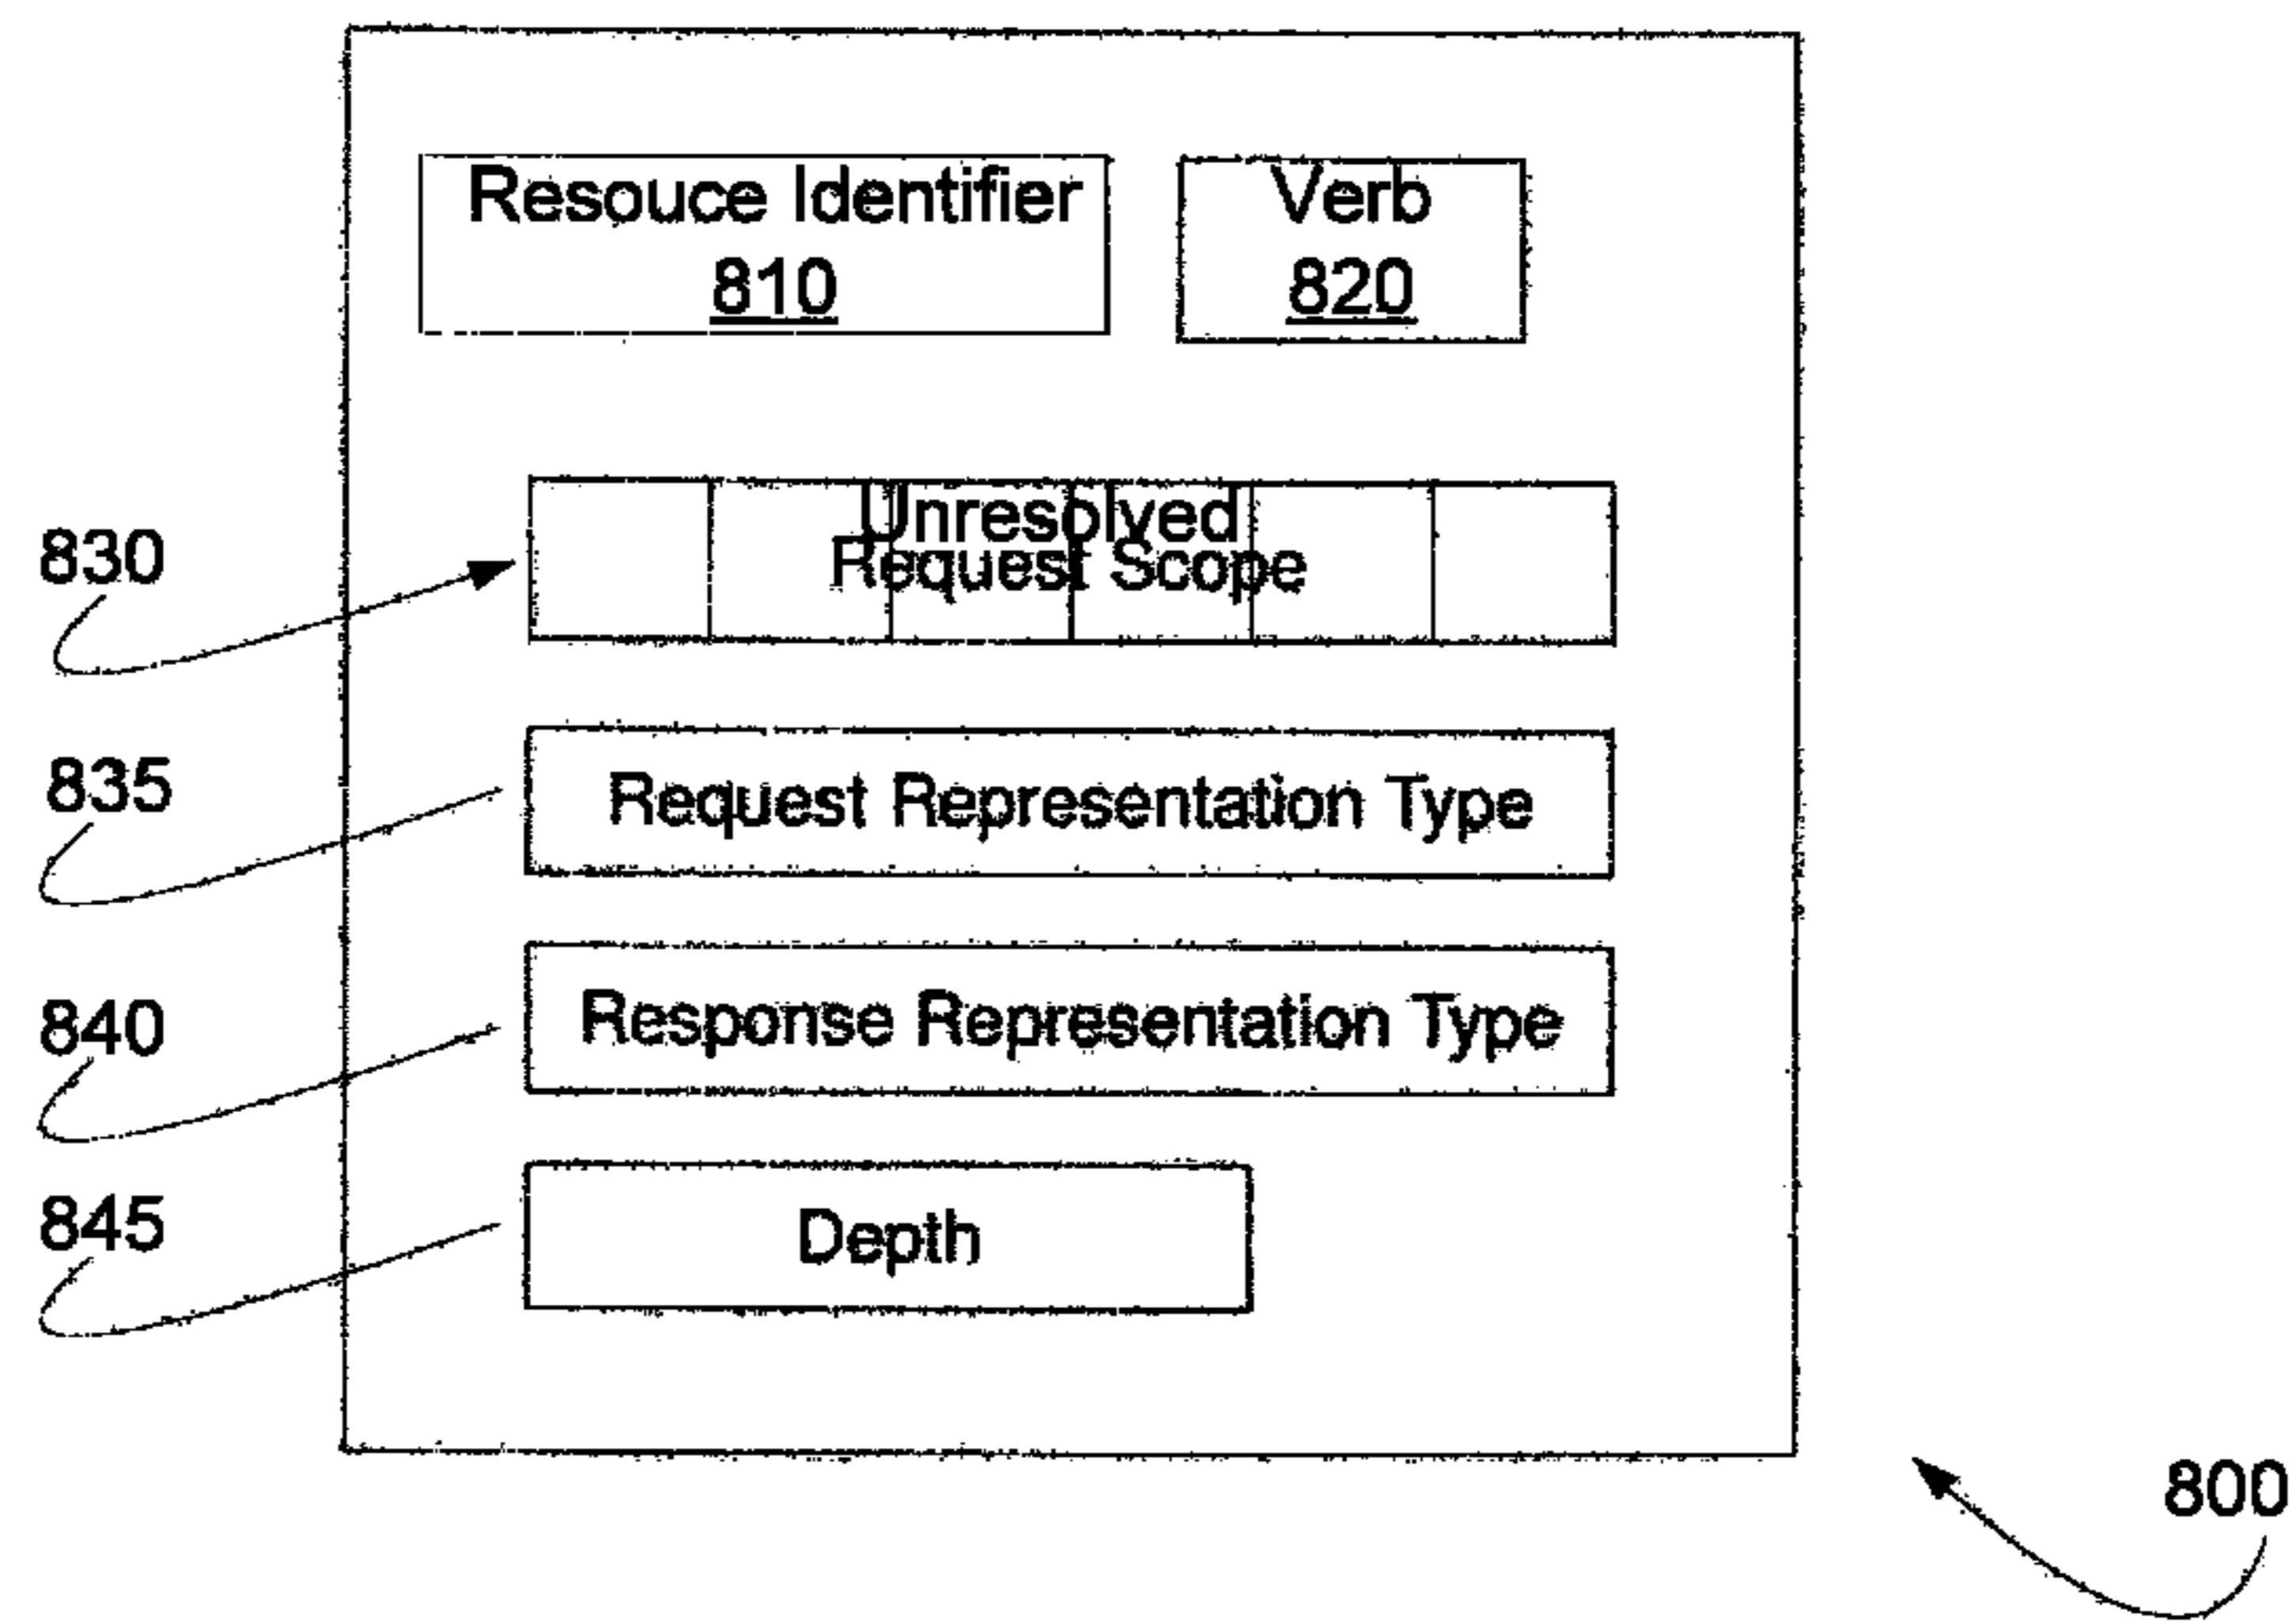 Resouce Identifier
810
Verb
820
830
Unresolved
Request Scope
835
Request Representation Type
840
Response Representation Type
845
Depth
800